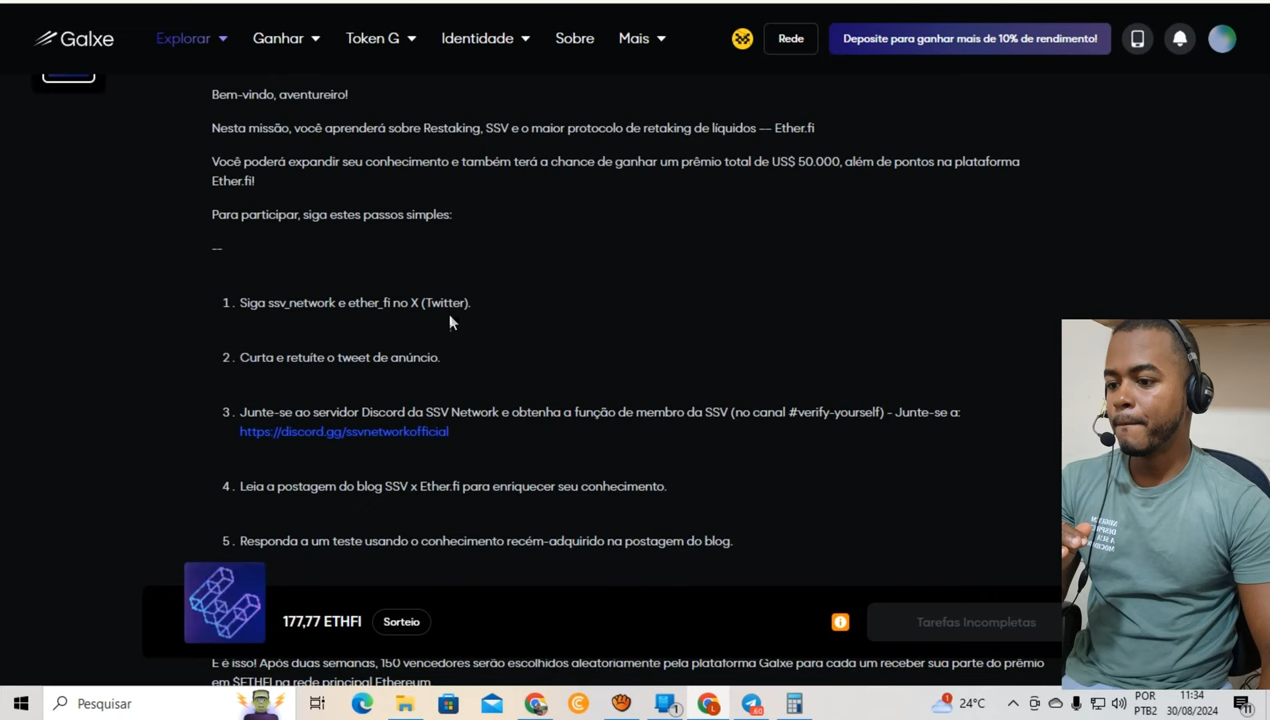 Galxe
Explorar
Ganhar
Token G
Identidade
Sobre
Mais
Rede
Deposite para ganhar mais de 10% de rendimento!
Bem-vindo, aventureiro!
Nesta missão, você aprenderá sobre Restaking, SSV e o maior protocolo de retaking de líquidos -- Ether.fi
Você poderá expandir seu conhecimento e também terá a chance de ganhar um prêmio total de US$ 50.000, além de pontos na plataforma
Ether.fi!
Para participar, siga estes passos simples:
--
1. Siga ssv_network e ether_fi no X (Twitter).
2. Curta e retuíte o tweet de anúncio.
3. Junte-se ao servidor Discord da SSV Network e obtenha a função de membro da SSV (no canal #verify-yourself) - Junte-se a:
https://discord.gg/ssvnetworkofficial
4. Leia a postagem do blog SSV x Ether.fi para enriquecer seu conhecimento.
5. Responda a um teste usando o conhecimento recém-adquirido na postagem do blog.
177,77 ETHFI
Sorteio
Tarefas Incompletas
E é isso! Após duas semanas, 150 vencedores serão escolhidos aleatoriamente pela plataforma Galxe para cada um receber sua parte do prêmio
em $ETHFI na rede principal Ethereum
Pesquisar
24°C
POR
PTB2
11:34
30/08/2024